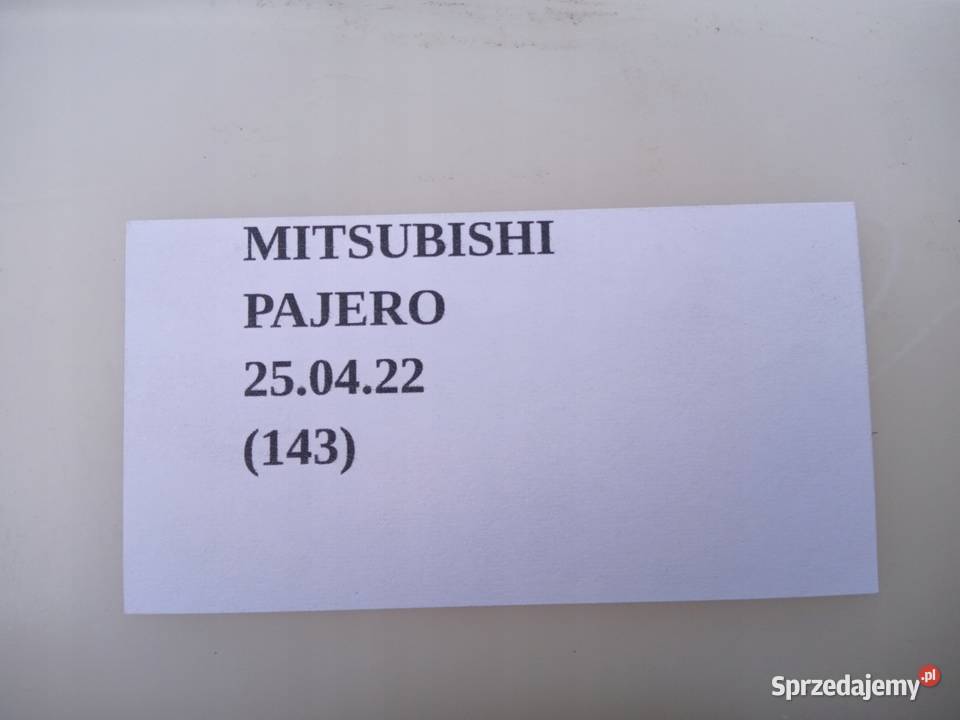 MITSUBISHI
PAJERO
25.04.22
(143)
Sprzedajemy.pl